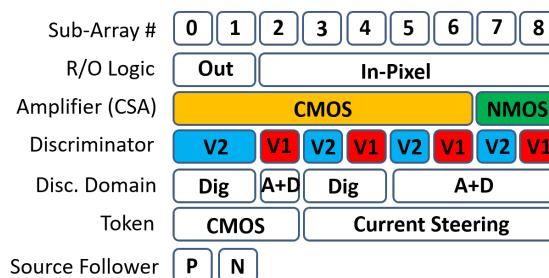 Sub-Array # 0 1 2 3 4 5 6 7 8
R/O Logic Out In-Pixel
Amplifier (CSA) CMOS NMOS
Discriminator V2 V1 V2 V1 V2 V1 V2 V1
Disc. Domain Dig A+D Dig A+D
Token CMOS Current Steering
Source Follower P N